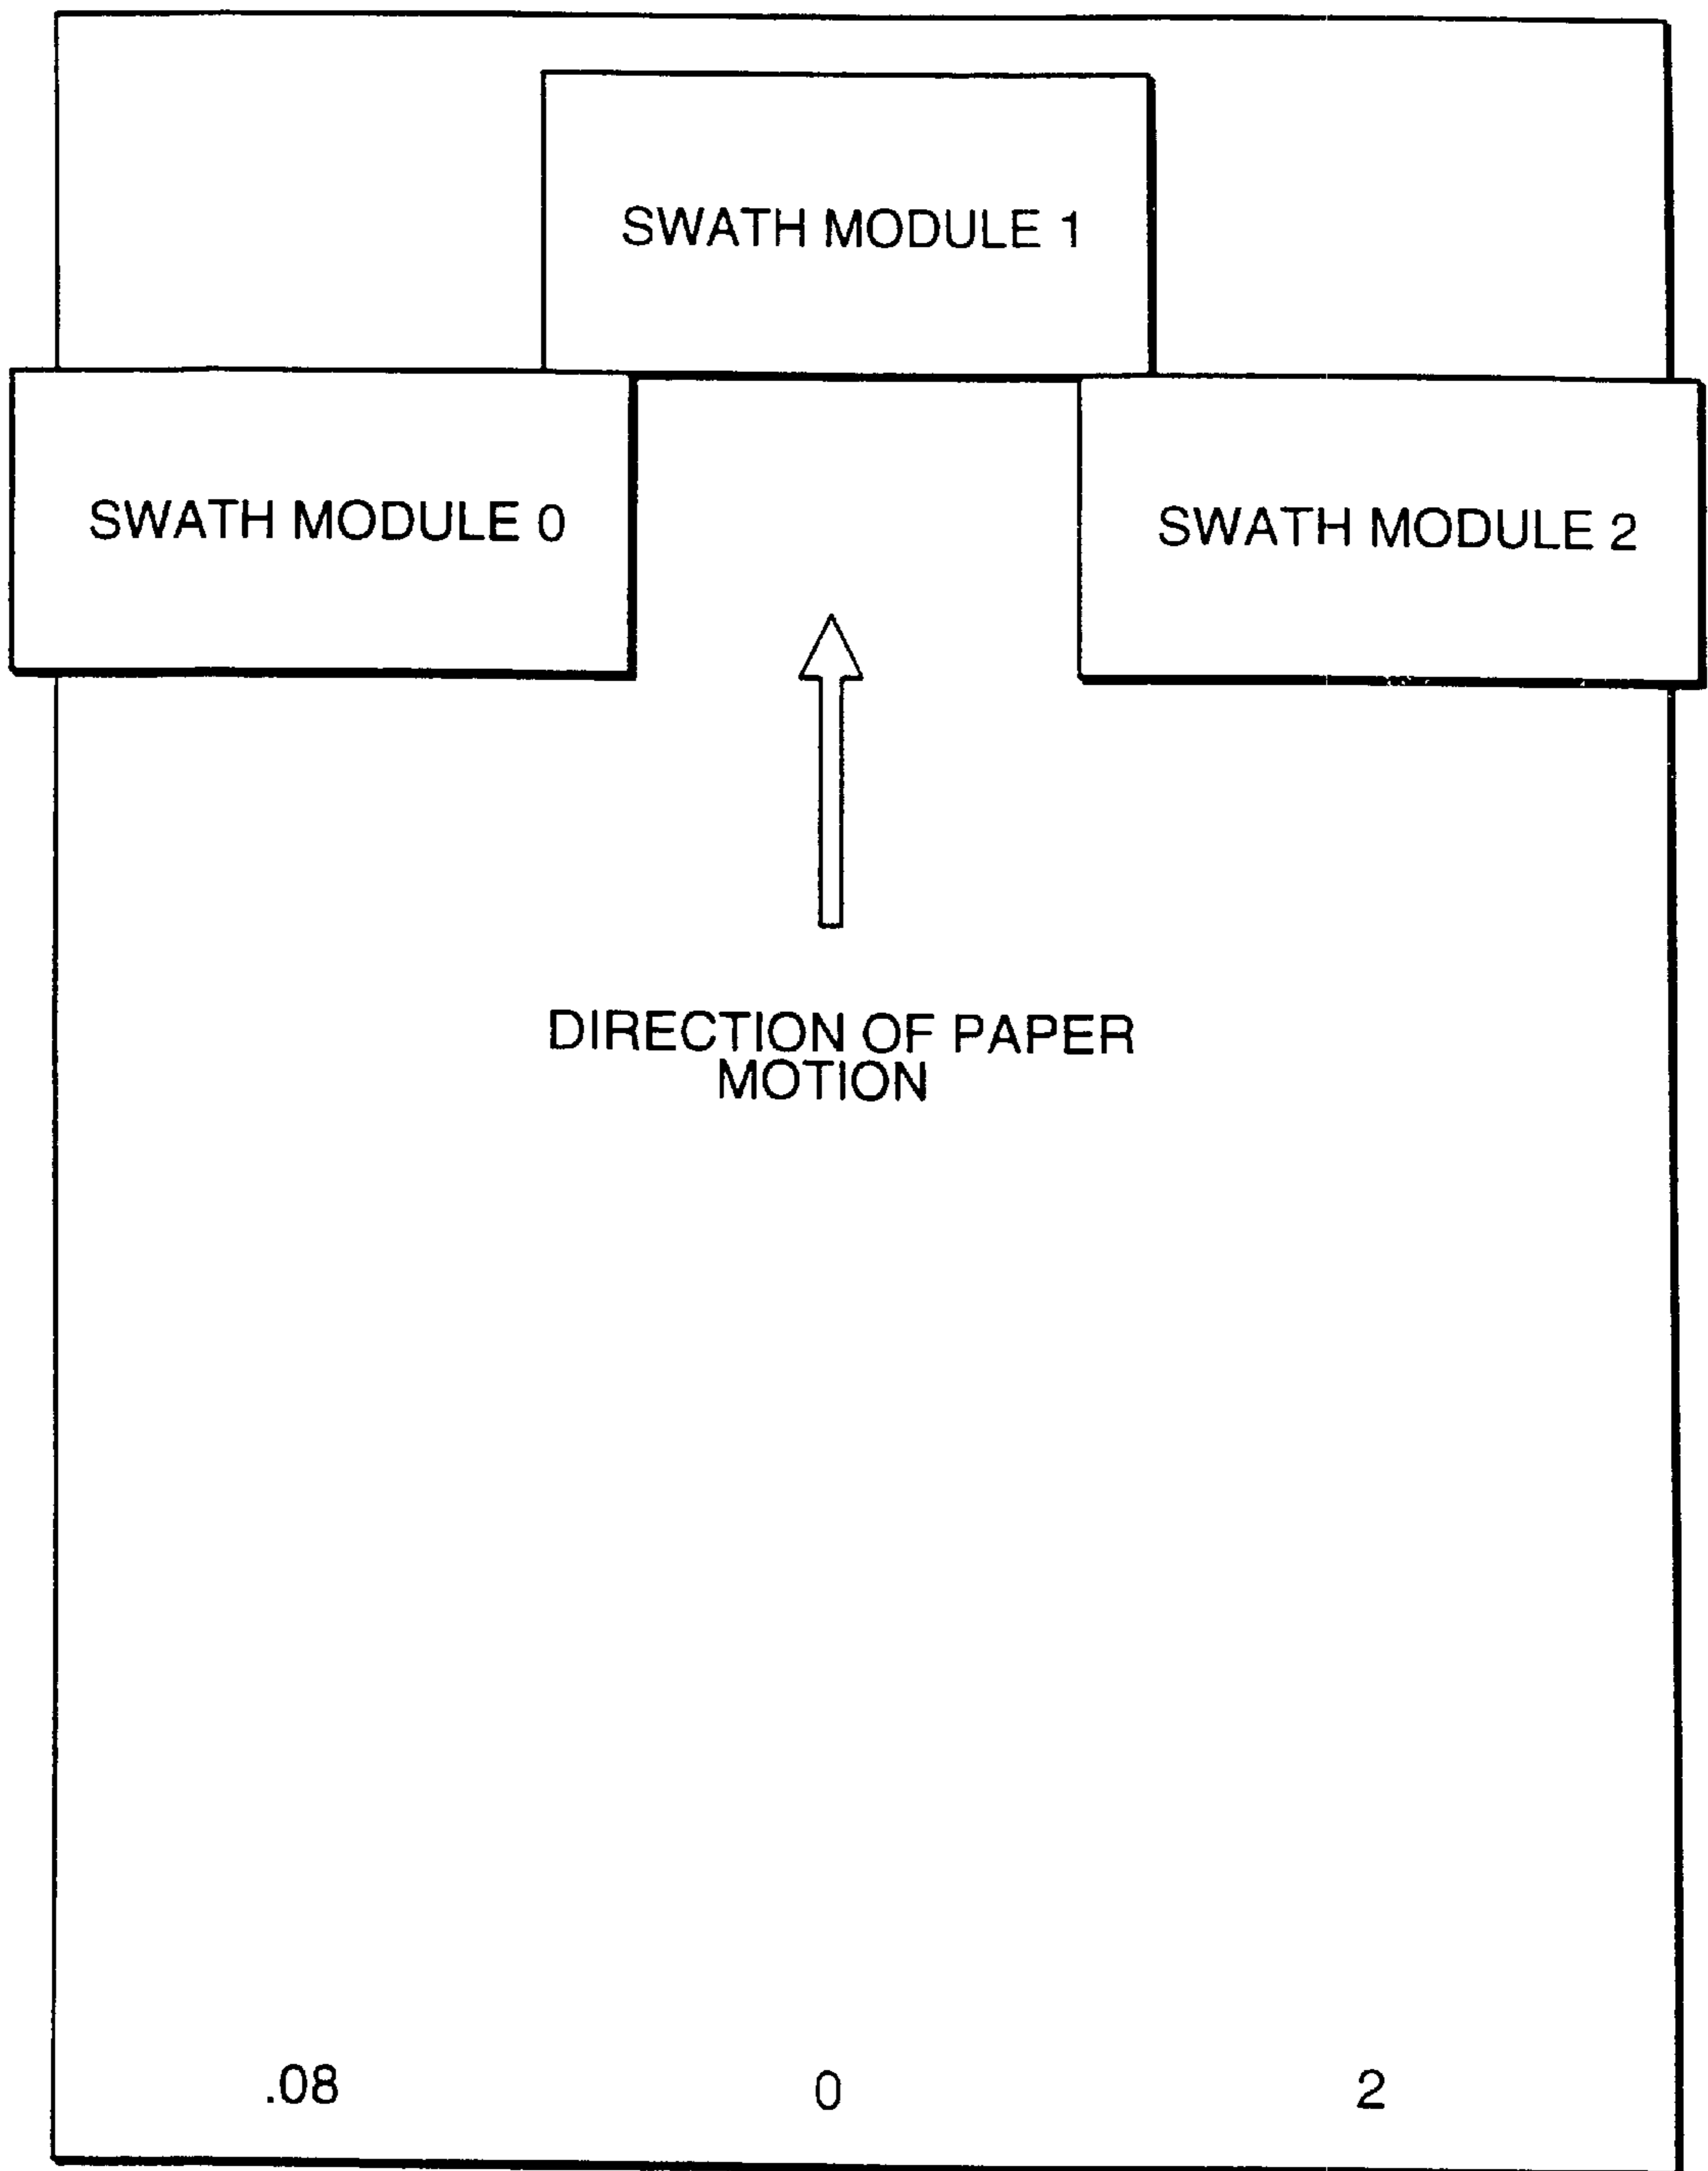 SWATH MODULE 1
SWATH MODULE 0
SWATH MODULE 2
DIRECTION OF PAPER
MOTION
.08
0
2